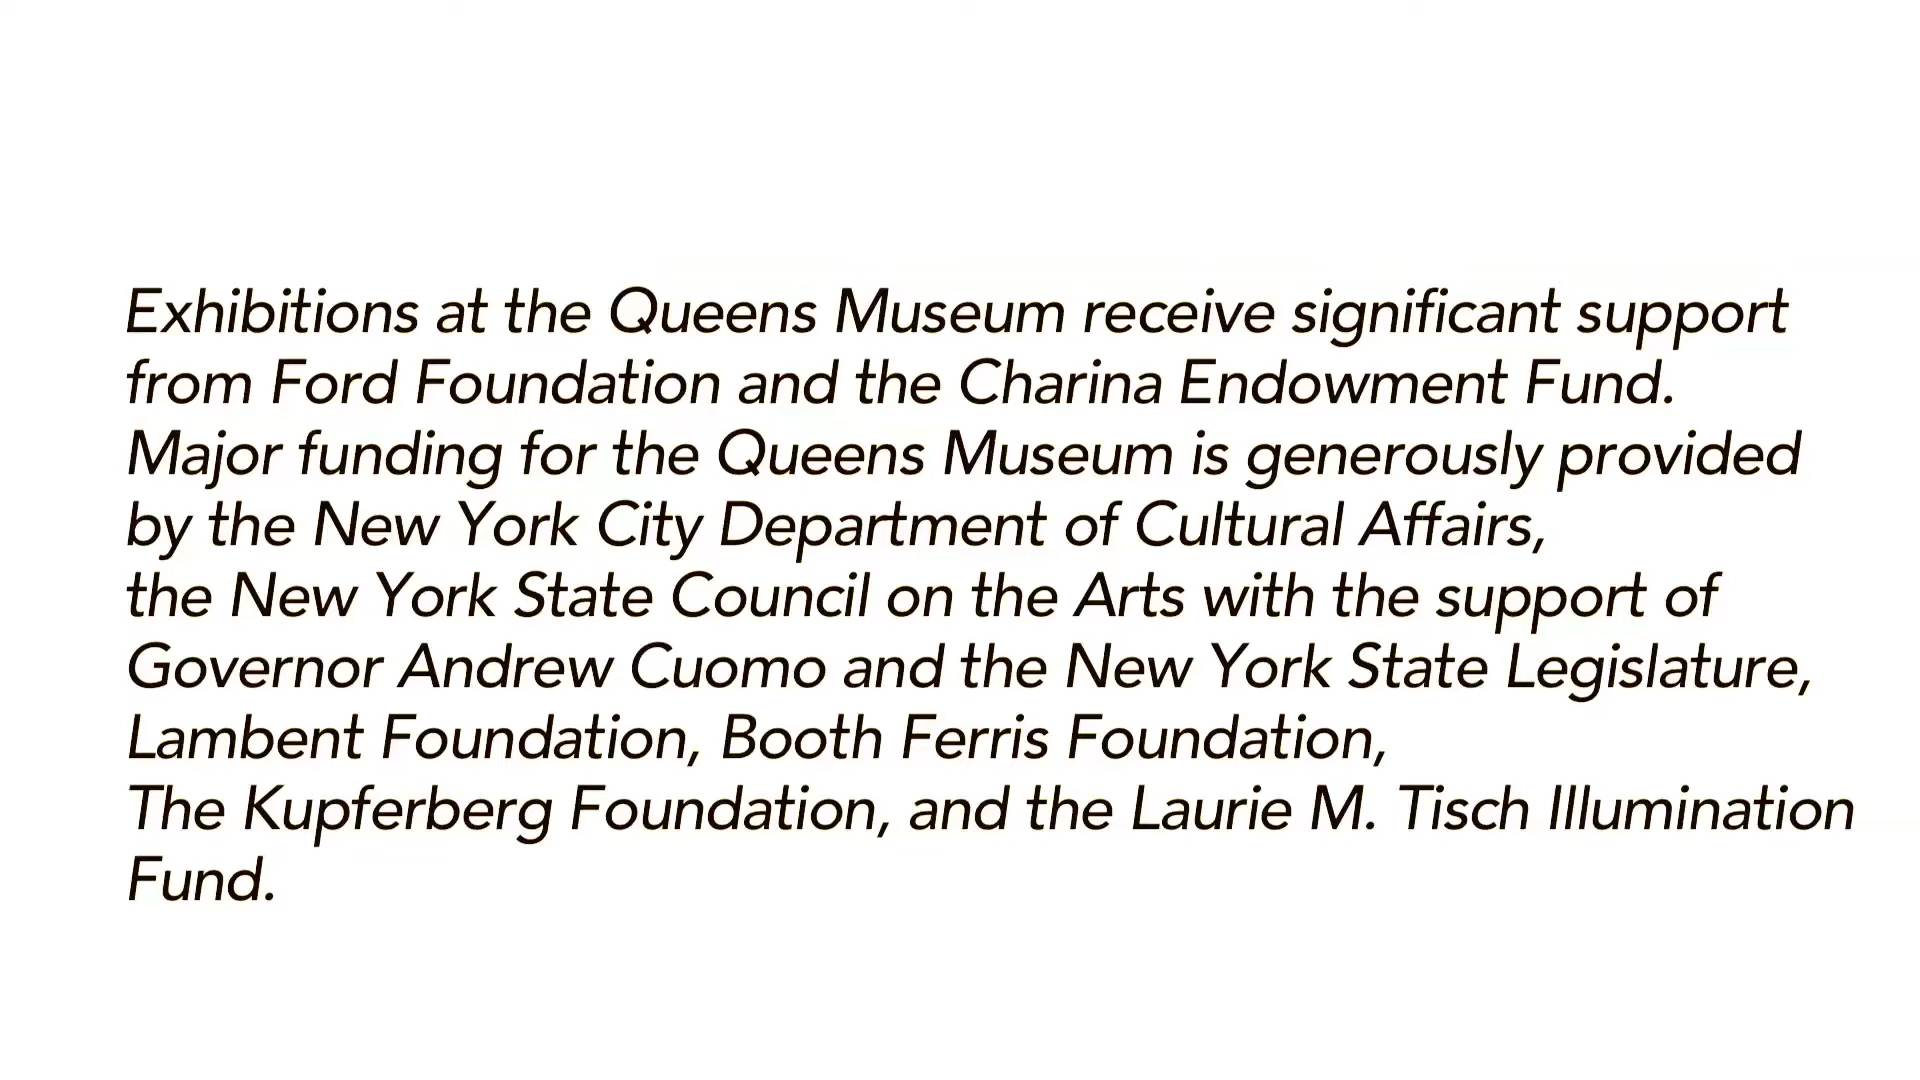 Exhibitions at the Queens Museum receive significant support
from Ford Foundation and the Charina Endowment Fund.
Major funding for the Queens Museum is generously provided
by the New York City Department of Cultural Affairs,
the New York State Council on the Arts with the support of
Governor Andrew Cuomo and the New York State Legislature,
Lambent Foundation, Booth Ferris Foundation,
The Kupferberg Foundation, and the Laurie M. Tisch Illumination
Fund.